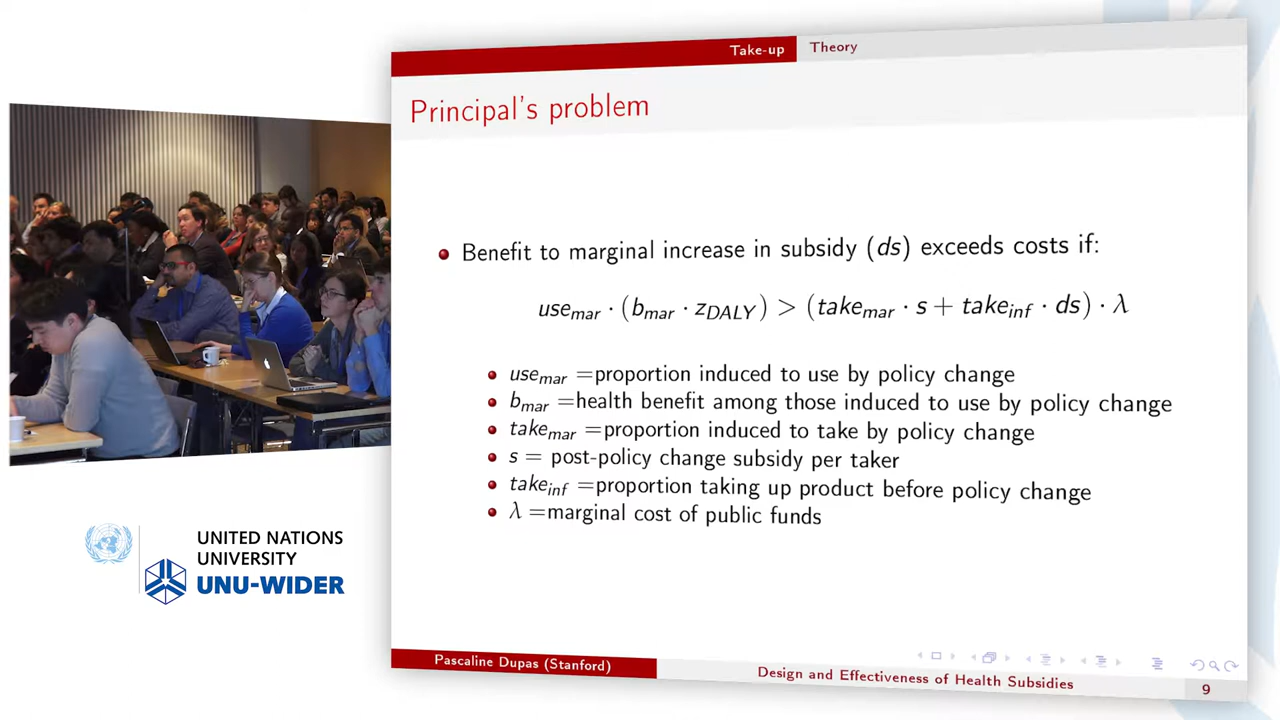 Take-up Theory
Principal's problem
Benefit to marginal increase in subsidy (ds) exceeds costs if:
use_mar · (b_mar · z_DALY) > (take_mar · s + take_inf · ds) · λ
use_mar =proportion induced to use by policy change
b_mar =health benefit among those induced to use by policy change
take_mar =proportion induced to take by policy change
s = post-policy change subsidy per taker
take_inf =proportion taking up product before policy change
λ =marginal cost of public funds
Pascaline Dupas (Stanford) Design and Effectiveness of Health Subsidies 9
UNITED NATIONS
UNIVERSITY
UNU-WIDER